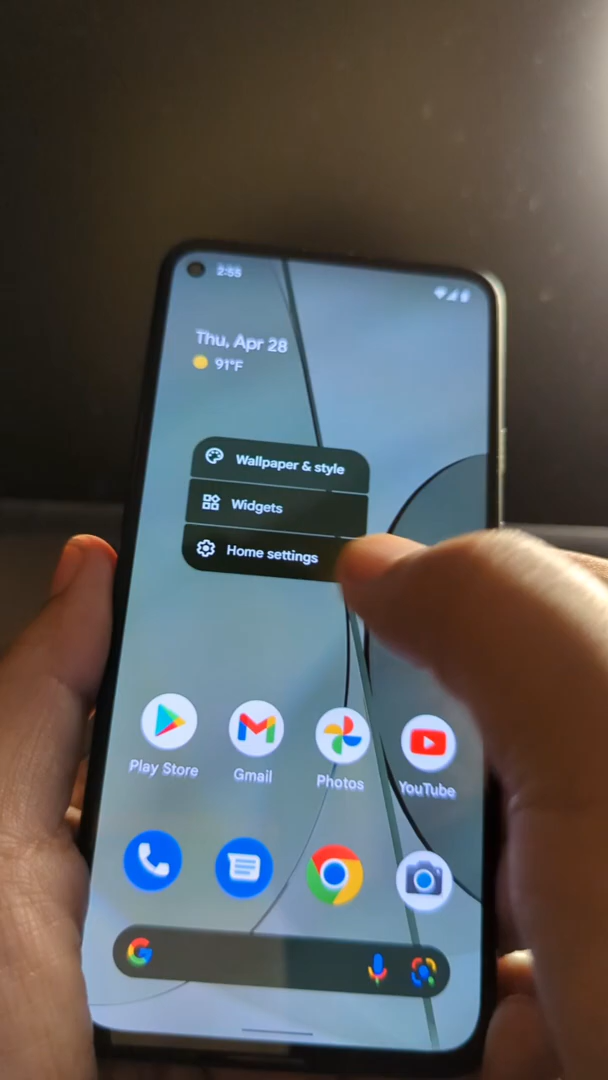 2:55
Thu, Apr 28
91°F
Wallpaper & style
Widgets
Home settings
Play Store
Gmail
Photos
YouTube